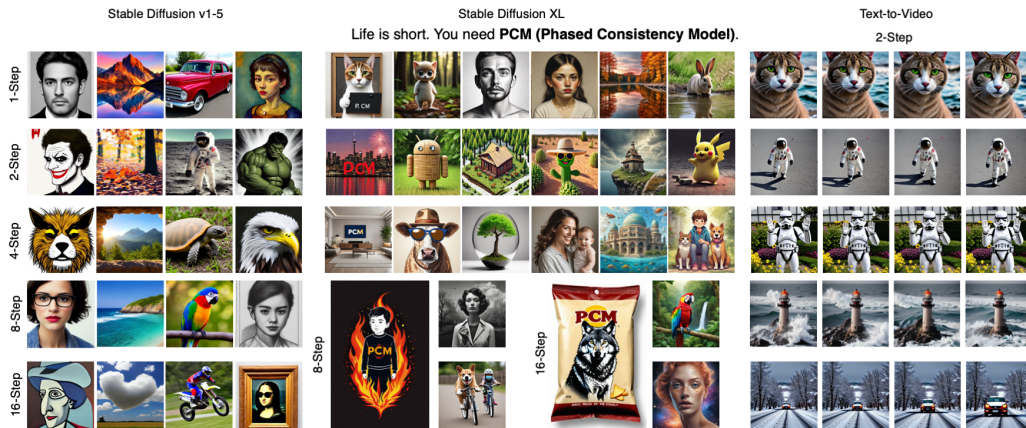 Stable Diffusion v1-5
Stable Diffusion XL
Text-to-Video
Life is short. You need PCM (Phased Consistency Model).
2-Step
1-Step
P. CM
2-Step
PCM
4-Step
PCM
8-Step
8-Step
PCM
16-Step
PCM
16-Step